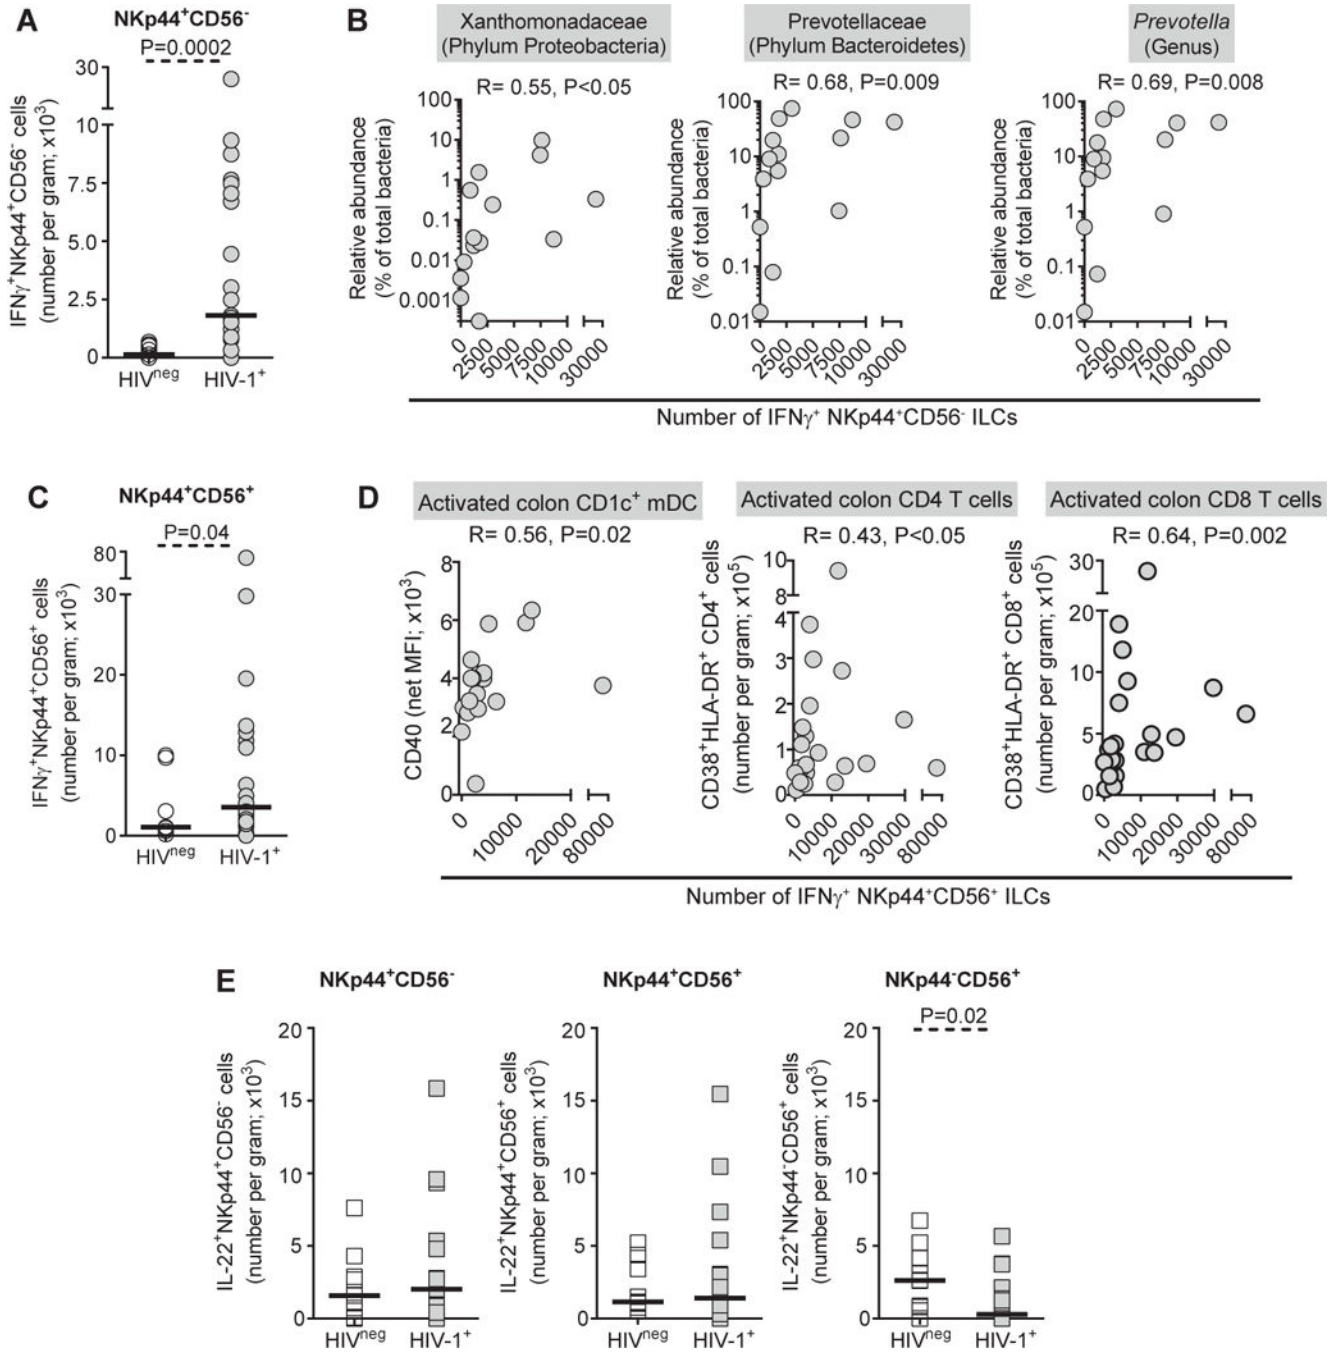 A
NKp44⁺CD56⁻
P=0.0002
IFNγ⁺NKp44⁺CD56⁻ cells
(number per gram; x10³)
30
10
7.5
5.0
2.5
0
HIVneg
HIV-1⁺
B
Xanthomonadaceae
(Phylum Proteobacteria)
R= 0.55, P<0.05
Relative abundance
(% of total bacteria)
100
10
1
0.1
0.01
0.001
0
2500
5000
7500
10000
30000
Prevotellaceae
(Phylum Bacteroidetes)
R= 0.68, P=0.009
Relative abundance
(% of total bacteria)
100
10
1
0.1
0.01
0
2500
5000
7500
10000
30000
Prevotella
(Genus)
R= 0.69, P=0.008
Relative abundance
(% of total bacteria)
100
10
1
0.1
0.01
0
2500
5000
7500
10000
30000
Number of IFNγ⁺ NKp44⁺CD56⁻ ILCs
C
NKp44⁺CD56⁺
P=0.04
IFNγ⁺NKp44⁺CD56⁺ cells
(number per gram; x10³)
80
30
20
10
0
HIVneg
HIV-1⁺
D
Activated colon CD1c⁺ mDC
R= 0.56, P=0.02
CD40 (net MFI; x10³)
8
6
4
2
0
0
10000
20000
80000
Activated colon CD4 T cells
R= 0.43, P<0.05
CD38⁺HLA-DR⁺ CD4⁺ cells
(number per gram; x10⁵)
10
8
4
3
2
1
0
0
10000
20000
30000
80000
Activated colon CD8 T cells
R= 0.64, P=0.002
CD38⁺HLA-DR⁺ CD8⁺ cells
(number per gram; x10⁵)
30
20
10
5
0
0
10000
20000
30000
80000
Number of IFNγ⁺ NKp44⁺CD56⁺ ILCs
E
NKp44⁺CD56⁻
IL-22⁺NKp44⁺CD56⁻ cells
(number per gram; x10³)
20
15
10
5
0
HIVneg
HIV-1⁺
NKp44⁺CD56⁺
IL-22⁺NKp44⁺CD56⁺ cells
(number per gram; x10³)
20
15
10
5
0
HIVneg
HIV-1⁺
NKp44⁻CD56⁺
P=0.02
IL-22⁺NKp44⁻CD56⁺ cells
(number per gram; x10³)
20
15
10
5
0
HIVneg
HIV-1⁺